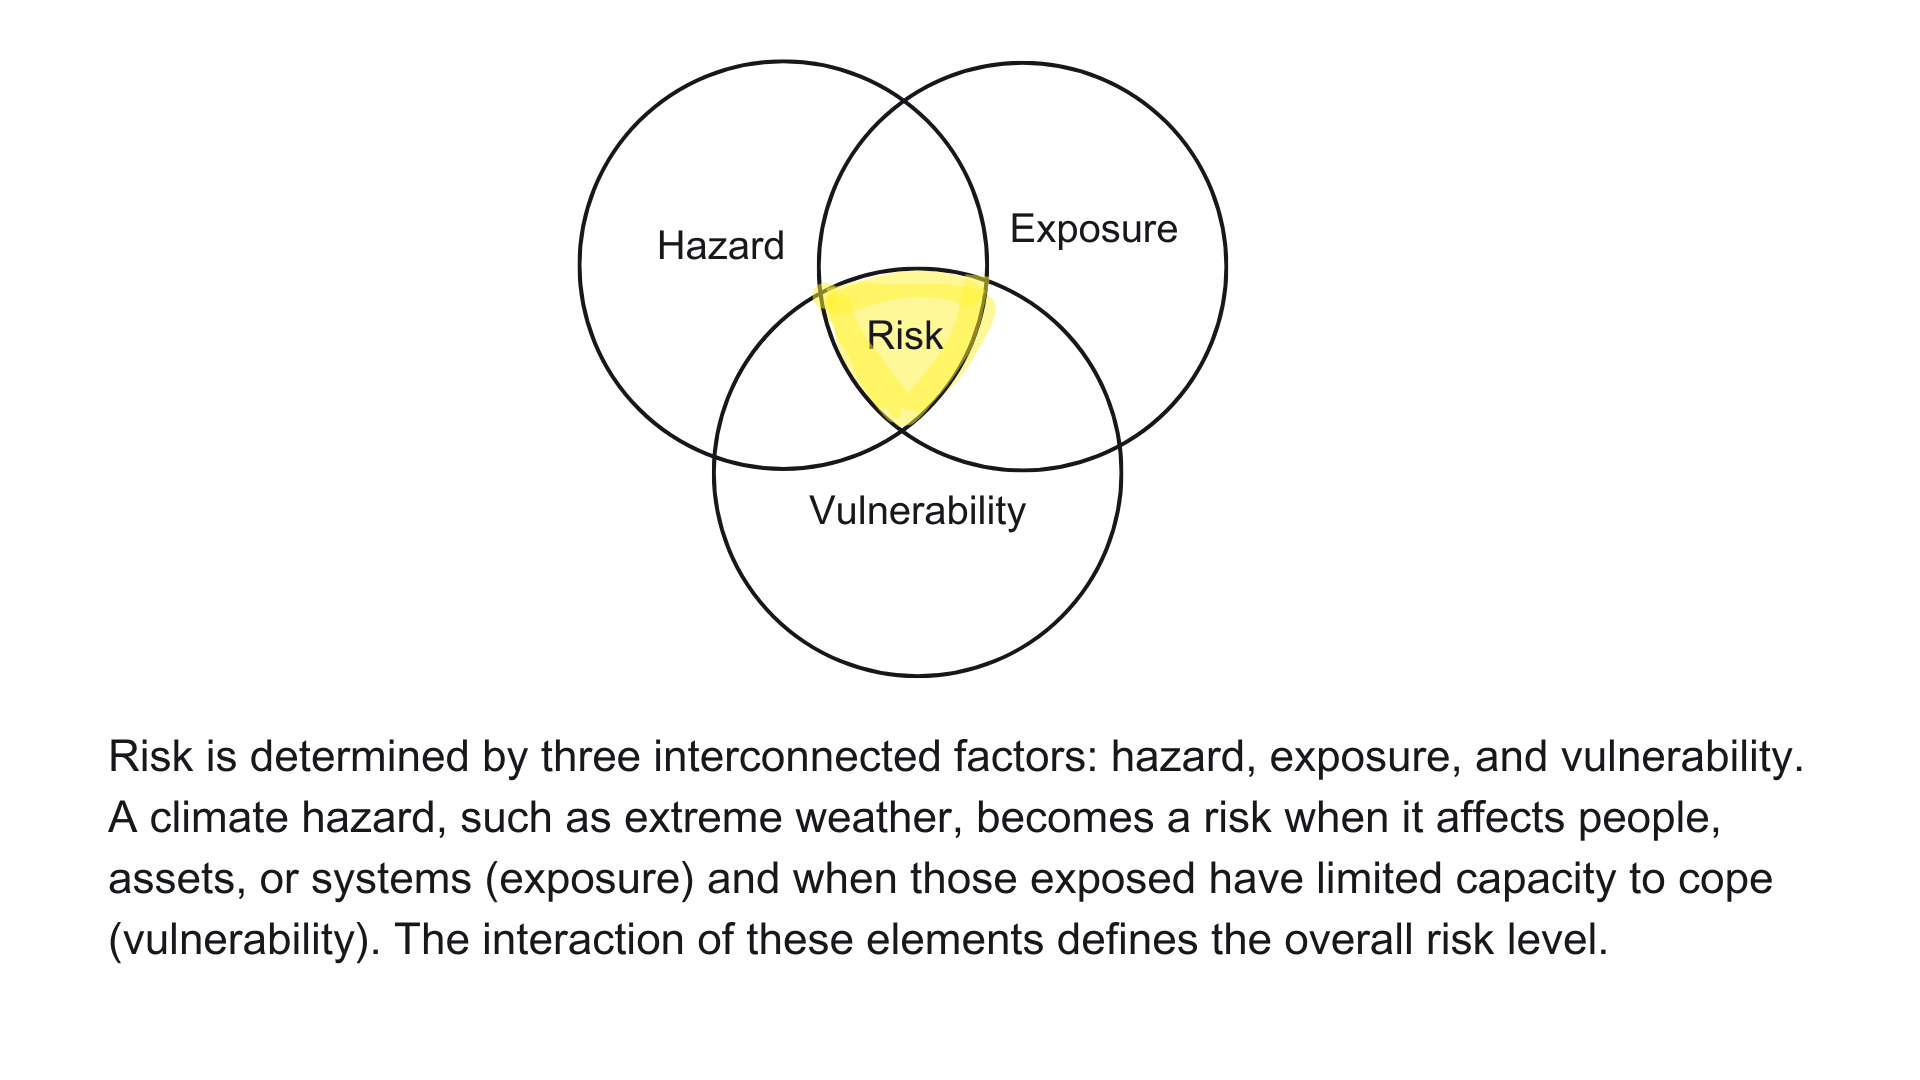 Hazard
Exposure
Risk
Vulnerability
Risk is determined by three interconnected factors: hazard, exposure, and vulnerability.
A climate hazard, such as extreme weather, becomes a risk when it affects people,
assets, or systems (exposure) and when those exposed have limited capacity to cope
(vulnerability). The interaction of these elements defines the overall risk level.